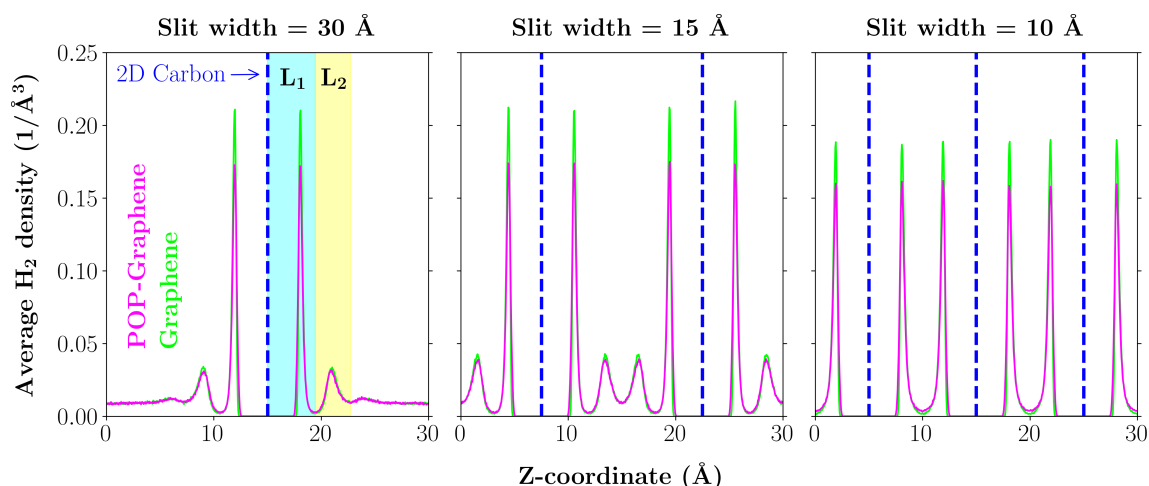 Slit width = 30 Å
Slit width = 15 Å
Slit width = 10 Å
Average H₂ density (1/Å³)
0.25
0.20
0.15
0.10
0.05
0.00
2D Carbon
L₁
L₂
POP-Graphene
Graphene
0 10 20 30
0 10 20 30
0 10 20 30
Z-coordinate (Å)